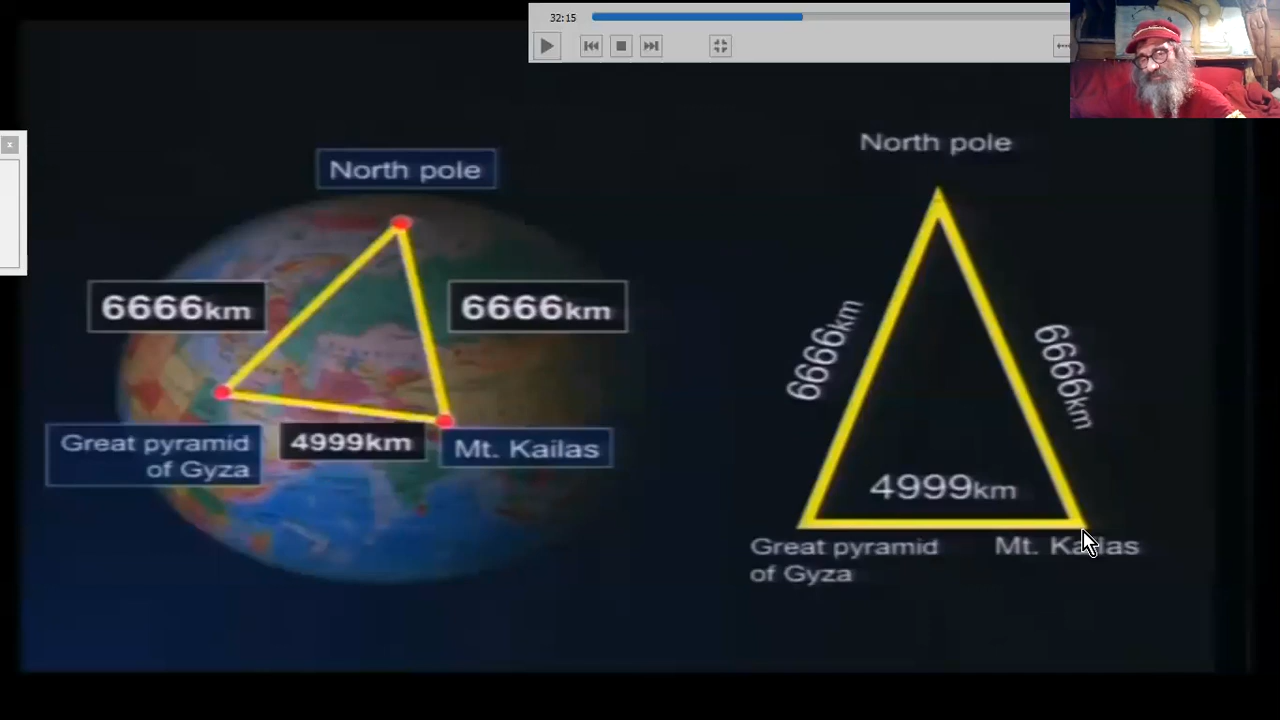 32:15
North pole
6666km
6666km
Great pyramid
of Gyza
4999km
Mt. Kailas
North pole
6666km
6666km
4999km
Great pyramid
of Gyza
Mt. Kailas